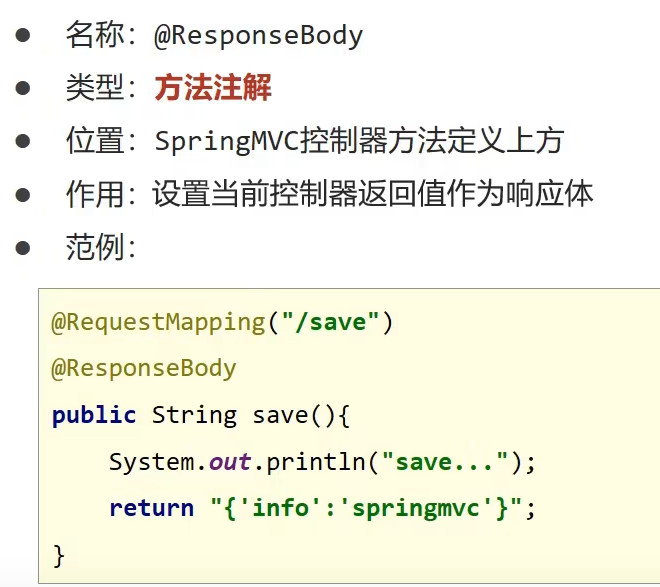 ● 名称：@ResponseBody
● 类型：方法注解
● 位置：SpringMVC控制器方法定义上方
● 作用：设置当前控制器返回值作为响应体
● 范例：
@RequestMapping("/save")
@ResponseBody
public String save(){
    System.out.println("save...");
    return "{'info':'springmvc'}";
}